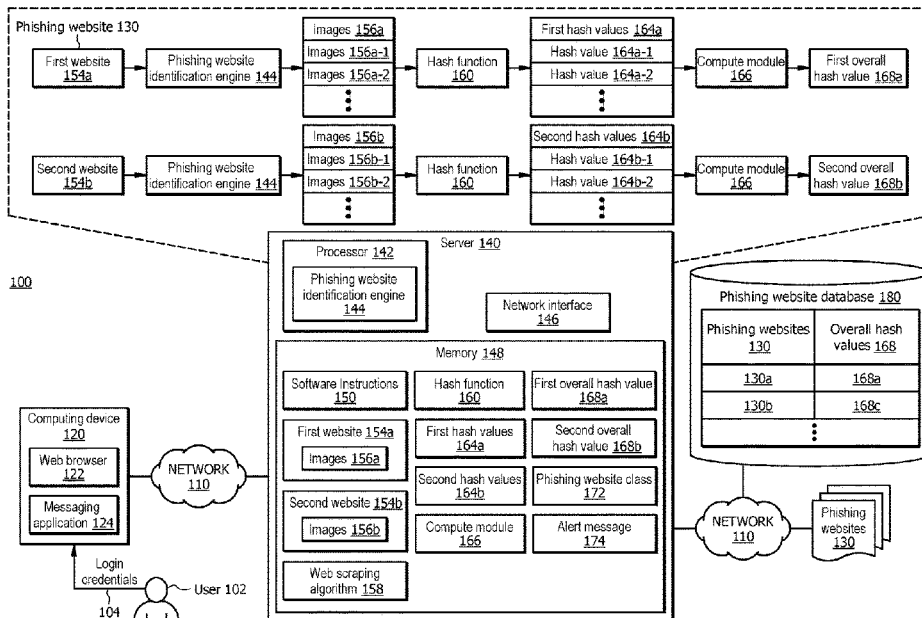 Phishing website 130
First website
154a
Phishing website
identification engine 144
Images 156a
Images 156a-1
Images 156a-2
Hash function
160
First hash values 164a
Hash value 164a-1
Hash value 164a-2
Compute module
166
First overall
hash value 168a
Second website
154b
Phishing website
identification engine 144
Images 156b
Images 156b-1
Images 156b-2
Hash function
160
Second hash values 164b
Hash value 164b-1
Hash value 164b-2
Compute module
166
Second overall
hash value 168b
100
Server 140
Processor 142
Phishing website
identification engine
144
Network interface
146
Memory 148
Software Instructions
150
Hash function
160
First overall hash value
168a
First website 154a
Images 156a
First hash values
164a
Second overall
hash value 168b
Second website 154b
Images 156b
Second hash values
164b
Phishing website class
172
Compute module
166
Alert message
174
Web scraping
algorithm 158
Computing device
120
Web browser
122
Messaging
application 124
NETWORK
110
Login
credentials
104
User 102
Phishing website database 180
Phishing websites
130
Overall hash
values 168
130a
168a
130b
168c
NETWORK
110
Phishing
websites
130